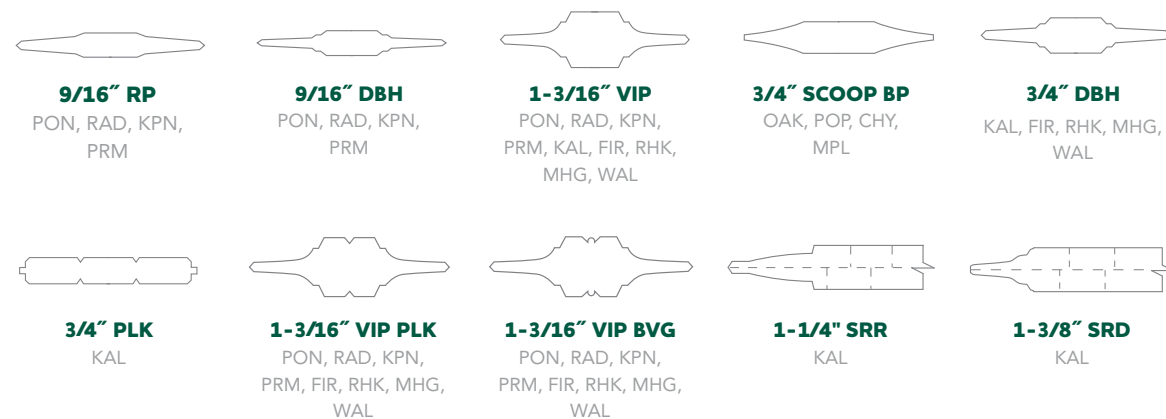 9/16″ RP
PON, RAD, KPN,
PRM
9/16″ DBH
PON, RAD, KPN,
PRM
1-3/16″ VIP
PON, RAD, KPN,
PRM, KAL, FIR, RHK,
MHG, WAL
3/4″ SCOOP BP
OAK, POP, CHY,
MPL
3/4″ DBH
KAL, FIR, RHK, MHG,
WAL
3/4″ PLK
KAL
1-3/16″ VIP PLK
PON, RAD, KPN,
PRM, FIR, RHK, MHG,
WAL
1-3/16″ VIP BVG
PON, RAD, KPN,
PRM, FIR, RHK, MHG,
WAL
1-1/4" SRR
KAL
1-3/8″ SRD
KAL